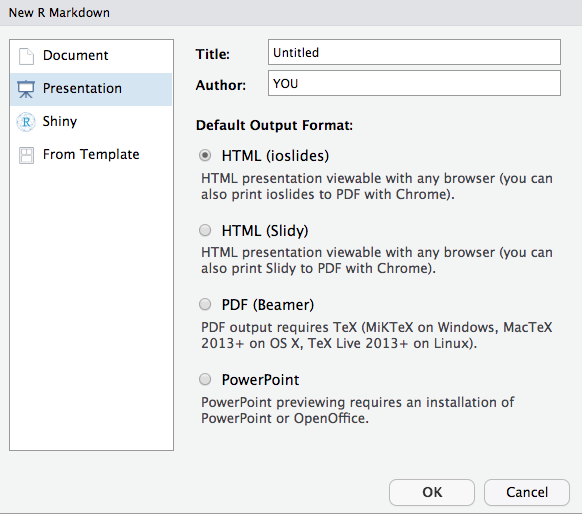 New R Markdown
Document
Presentation
R Shiny
From Template
Title: Untitled
Author: YOU
Default Output Format:
HTML (ioslides)
HTML presentation viewable with any browser (you can
also print ioslides to PDF with Chrome).
HTML (Slidy)
HTML presentation viewable with any browser (you can
also print Slidy to PDF with Chrome).
PDF (Beamer)
PDF output requires TeX (MiKTeX on Windows, MacTeX
2013+ on OS X, TeX Live 2013+ on Linux).
PowerPoint
PowerPoint previewing requires an installation of
PowerPoint or OpenOffice.
OK Cancel